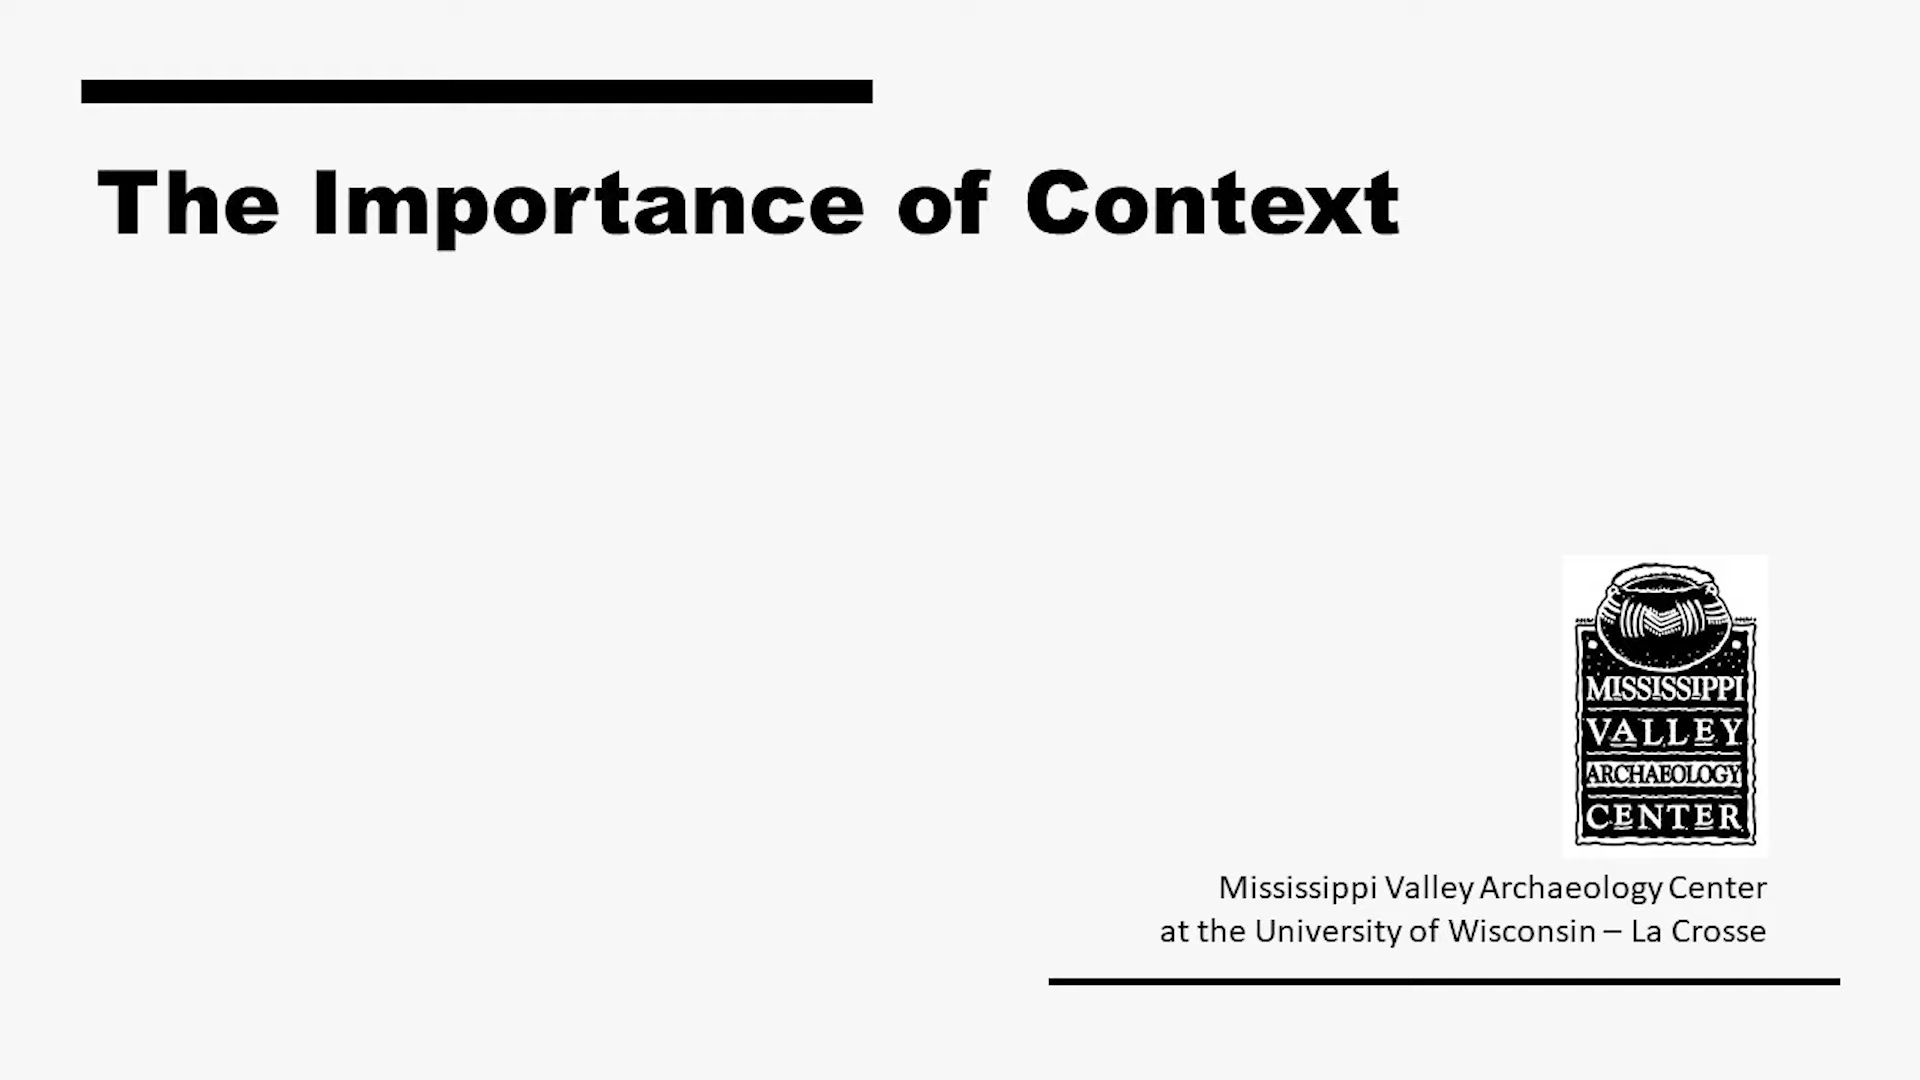 The Importance of Context
MISSISSIPPI
VALLEY
ARCHAEOLOGY
CENTER
Mississippi Valley Archaeology Center
at the University of Wisconsin – La Crosse